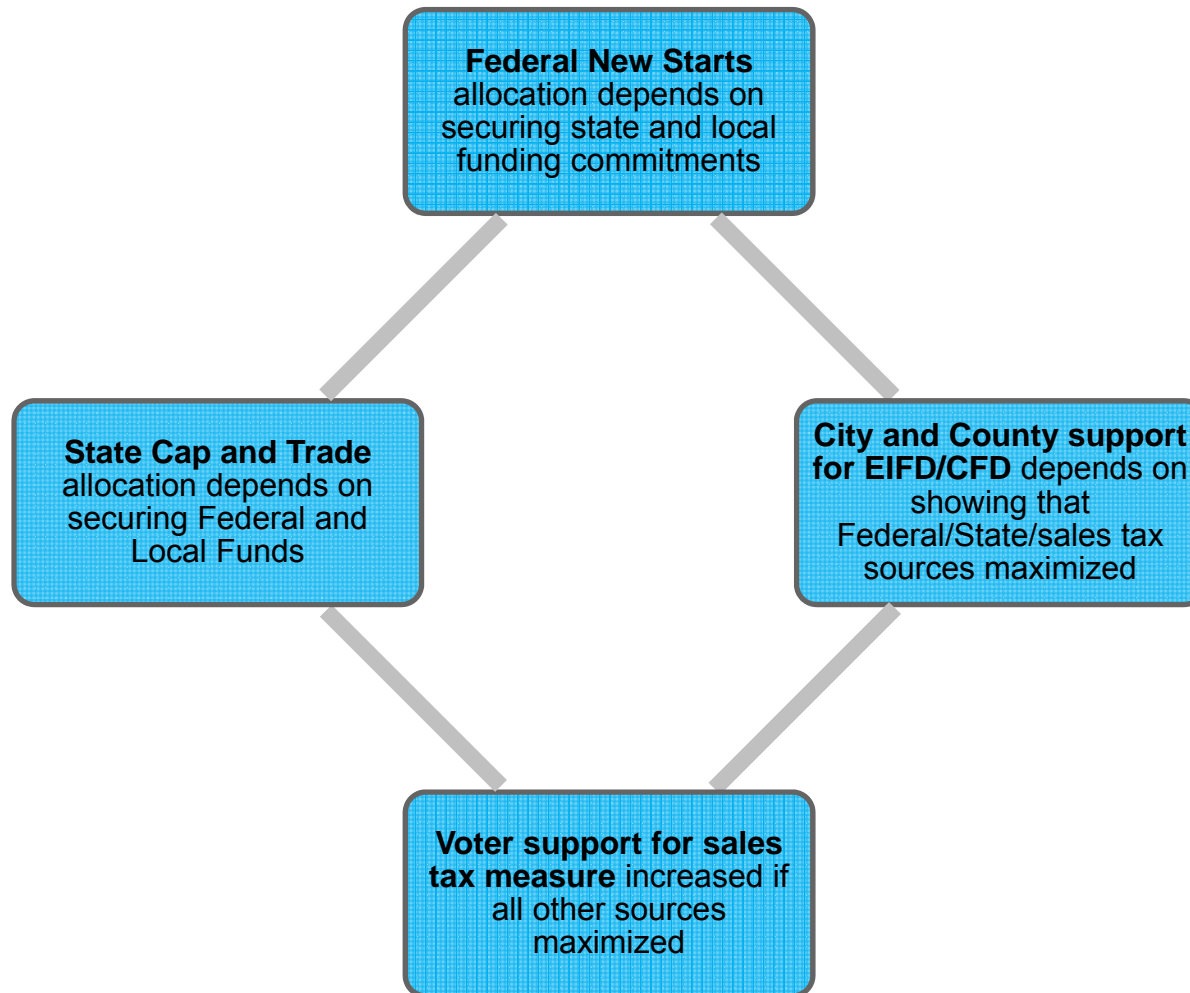 Federal New Starts
allocation depends on
securing state and local
funding commitments
State Cap and Trade
allocation depends on
securing Federal and
Local Funds
City and County support
for EIFD/CFD depends on
showing that
Federal/State/sales tax
sources maximized
Voter support for sales
tax measure increased if
all other sources
maximized